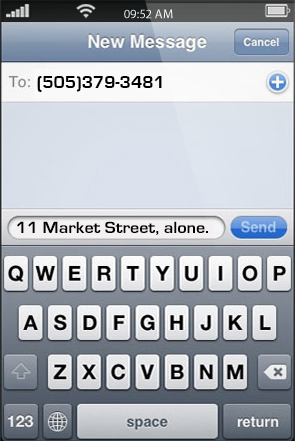 09:52 AM
New Message
Cancel
To: (505)379-3481
11 Market Street, alone.
Send
Q W E R T Y U I O P
A S D F G H J K L
Z X C V B N M
123 space return